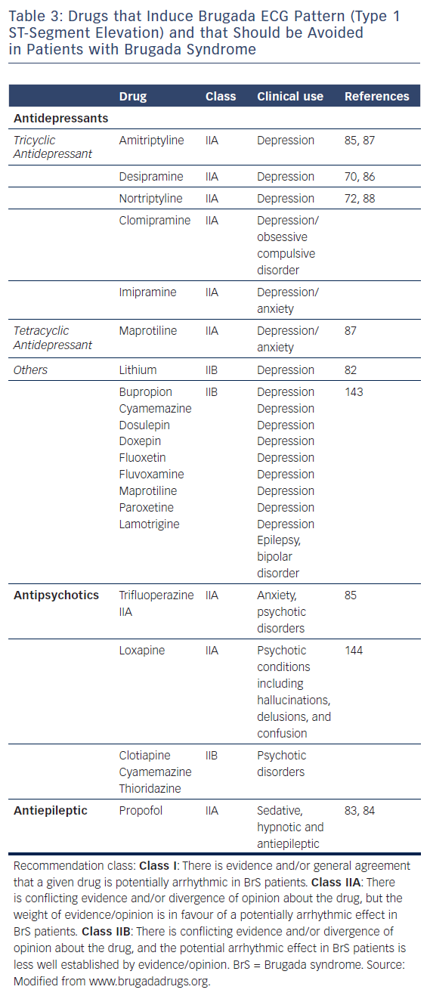 Table 3: Drugs that Induce Brugada ECG Pattern (Type 1
ST-Segment Elevation) and that Should be Avoided
in Patients with Brugada Syndrome
Drug Class Clinical use References
Antidepressants
Tricyclic Antidepressant Amitriptyline IIA Depression 85, 87
Desipramine IIA Depression 70, 86
Nortriptyline IIA Depression 72, 88
Clomipramine IIA Depression/
obsessive
compulsive
disorder
Imipramine IIA Depression/
anxiety
Tetracyclic Antidepressant Maprotiline IIA Depression/
anxiety 87
Others Lithium IIB Depression 82
Bupropion IIB Depression 143
Cyamemazine Depression
Dosulepin Depression
Doxepin Depression
Fluoxetin Depression
Fluvoxamine Depression
Maprotiline Depression
Paroxetine Depression
Lamotrigine Depression
Epilepsy,
bipolar
disorder
Antipsychotics Trifluoperazine IIA Anxiety, 85
IIA psychotic
disorders
Loxapine IIA Psychotic 144
conditions
including
hallucinations,
delusions, and
confusion
Clotiapine IIB Psychotic
Cyamemazine disorders
Thioridazine
Antiepileptic Propofol IIA Sedative, 83, 84
hypnotic and
antiepileptic
Recommendation class: Class I: There is evidence and/or general agreement
that a given drug is potentially arrhythmic in BrS patients. Class IIA: There
is conflicting evidence and/or divergence of opinion about the drug, but the
weight of evidence/opinion is in favour of a potentially arrhythmic effect in
BrS patients. Class IIB: There is conflicting evidence and/or divergence of
opinion about the drug, and the potential arrhythmic effect in BrS patients is
less well established by evidence/opinion. BrS = Brugada syndrome. Source:
Modified from www.brugadadrugs.org.